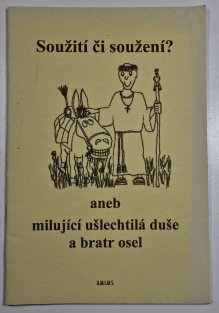 Soužití či soužení?
aneb
milující ušlechtilá duše
a bratr osel